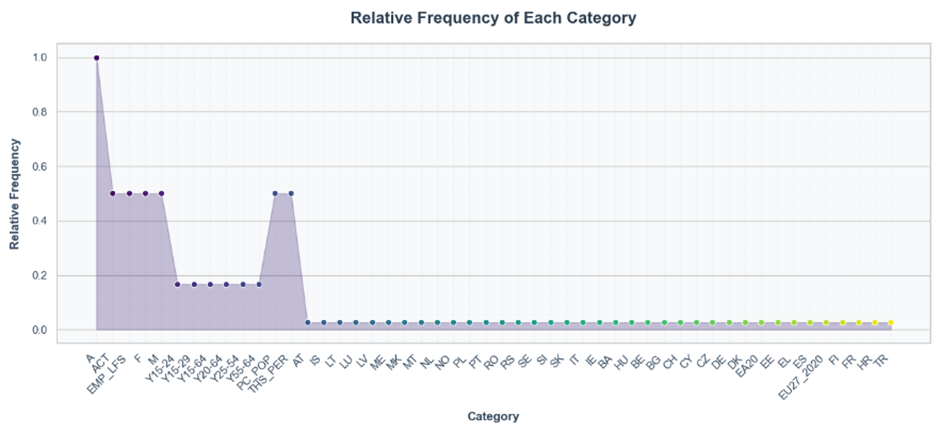 Relative Frequency of Each Category
Relative Frequency
1.0
0.8
0.6
0.4
0.2
0.0
A
ACT
EMP_LFS
F
M
Y15-24
Y15-29
Y15-64
Y20-64
Y25-54
Y55-64
PC_POP
THS_PER
AT
IS
LT
LU
LV
ME
MK
MT
NL
NO
PL
PT
RO
RS
SE
SI
SK
IT
IE
BA
HU
BE
BG
CH
CY
CZ
DE
DK
EA20
EE
EL
ES
EU27_2020
FI
FR
HR
TR
Category